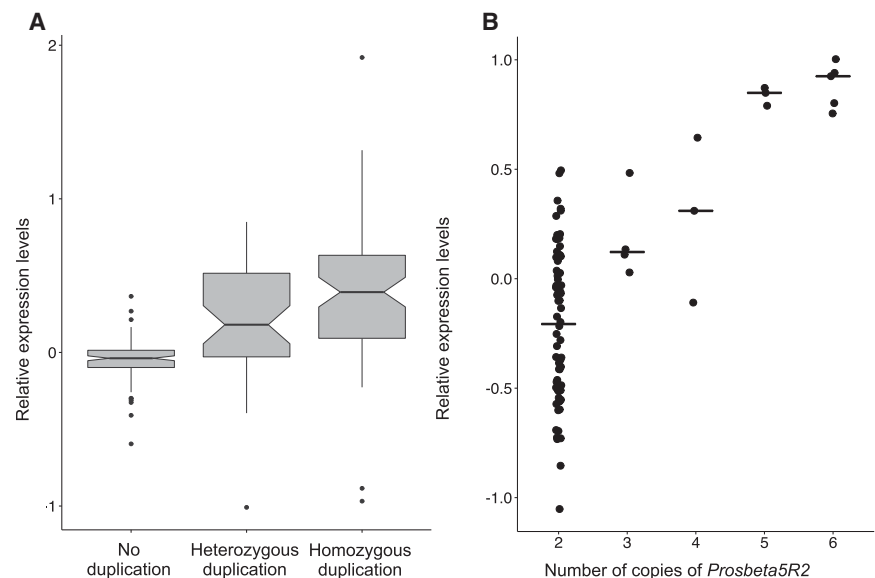 A
B
2
1
0
-1
Relative expression levels
No
duplication
Heterozygous
duplication
Homozygous
duplication
1.0
0.5
0.0
-0.5
-1.0
Relative expression levels
2 3 4 5 6
Number of copies of Prosbeta5R2